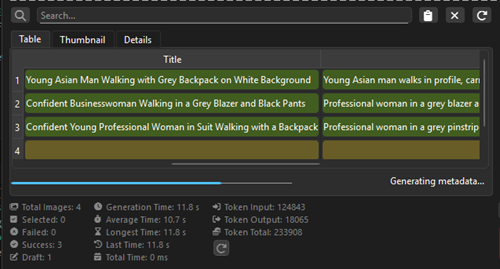 Search...
Table Thumbnail Details
Title
1 Young Asian Man Walking with Grey Backpack on White Background Young Asian man walks in profile, carr
2 Confident Businesswoman Walking in a Grey Blazer and Black Pants Professional woman in a grey blazer a
3 Confident Young Professional Woman in Suit Walking with a Backpack Professional woman in a grey pinstrip
4
Generating metadata...
Total Images: 4 Generation Time: 11.8 s Token Input: 124843
Selected: 0 Average Time: 10.7 s Token Output: 18065
Failed: 0 Longest Time: 11.8 s Token Total: 233908
Success: 3 Last Time: 11.8 s
Draft: 1 Total Time: 0 ms